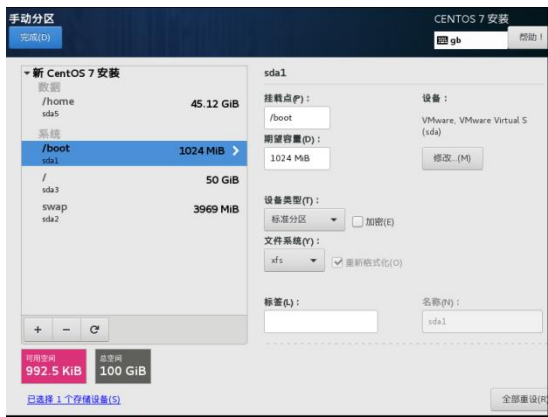 手动分区
CENTOS 7 安装
完成(D)
gb
帮助！
新 CentOS 7 安装
数据
/home
45.12 GiB
sda5
系统
/boot
1024 MiB
sda1
/
50 GiB
sda3
swap
3969 MiB
sda2
sda1
挂载点(P)：
/boot
期望容量(D)：
1024 MiB
设备：
VMware, VMware Virtual S
(sda)
修改...(M)
设备类型(T)：
标准分区
加密(E)
文件系统(Y)：
xfs
重新格式化(O)
标签(L)：
名称(N)：
sda1
+ − C
可用空间
992.5 KiB
总空间
100 GiB
已选择 1 个存储设备(S)
全部重设(R